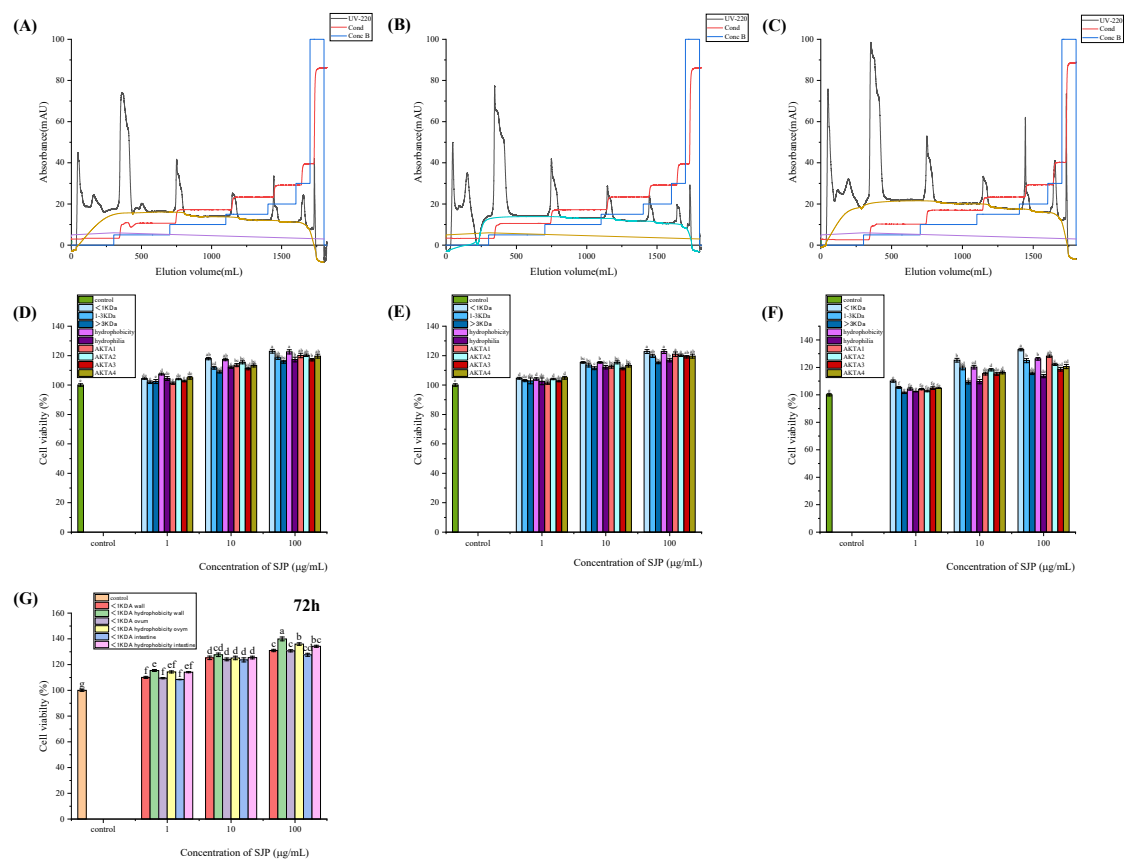 (A)
UV-220
Cond
Conc B
100
80
60
40
20
0
Absorbance(mAU)
0
500
1000
1500
Elution volume(mL)
(B)
UV-220
Cond
Conc B
100
80
60
40
20
0
Absorbance(mAU)
0
500
1000
1500
Elution volume(mL)
(C)
UV-220
Cond
Conc B
100
80
60
40
20
0
Absorbance(mAU)
0
500
1000
1500
Elution volume(mL)
(D)
control
<1KDa
1-3KDa
>3KDa
hydrophobicity
hydrophilia
AKTA1
AKTA2
AKTA3
AKTA4
140
120
100
80
60
40
20
0
Cell viabilty (%)
control
1
10
100
Concentration of SJP (μg/mL)
(E)
control
<1KDa
1-3KDa
>3KDa
hydrophobicity
hydrophilia
AKTA1
AKTA2
AKTA3
AKTA4
140
120
100
80
60
40
20
0
Cell viabilty (%)
control
1
10
100
Concentration of SJP (μg/mL)
(F)
control
<1KDa
1-3KDa
>3KDa
hydrophobicity
hydrophilia
AKTA1
AKTA2
AKTA3
AKTA4
140
120
100
80
60
40
20
0
Cell viabilty (%)
control
1
10
100
Concentration of SJP (μg/mL)
(G)
control
<1KDA wall
<1KDA hydrophobicity wall
<1KDA ovum
<1KDA hydrophobicity ovym
<1KDA intestine
<1KDA hydrophobicity intestine
72h
160
140
120
100
80
60
40
20
0
Cell viabilty (%)
g
f e f ef f ef
d cd d d d d
c a c b cd bc
control
1
10
100
Concentration of SJP (μg/mL)